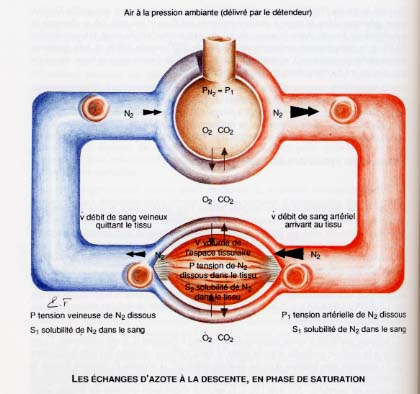 Air à la pression ambiante (délivré par le détendeur)
P N2 = P1
N2
N2
O2 CO2
O2 CO2
v débit de sang veineux
quittant le tissu
v débit de sang artériel
arrivant au tissu
V volume de
l'espace tissulaire
N2
N2
P tension de N2
dissous dans le tissu
S2 solubilité de N2
dans le tissu
P tension veineuse de N2 dissous
S1 solubilité de N2 dans le sang
P1 tension artérielle de N2 dissous
S1 solubilité de N2 dans le sang
O2 CO2
LES ÉCHANGES D'AZOTE À LA DESCENTE, EN PHASE DE SATURATION